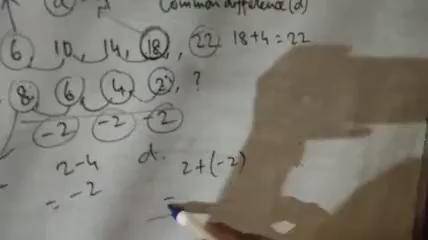 Common difference (d)
6, 10, 14, 18, 22 18+4=22
8, 6, 4, 2, ?
-2 -2 -2
2-4 d. 2+(-2)
= -2 =